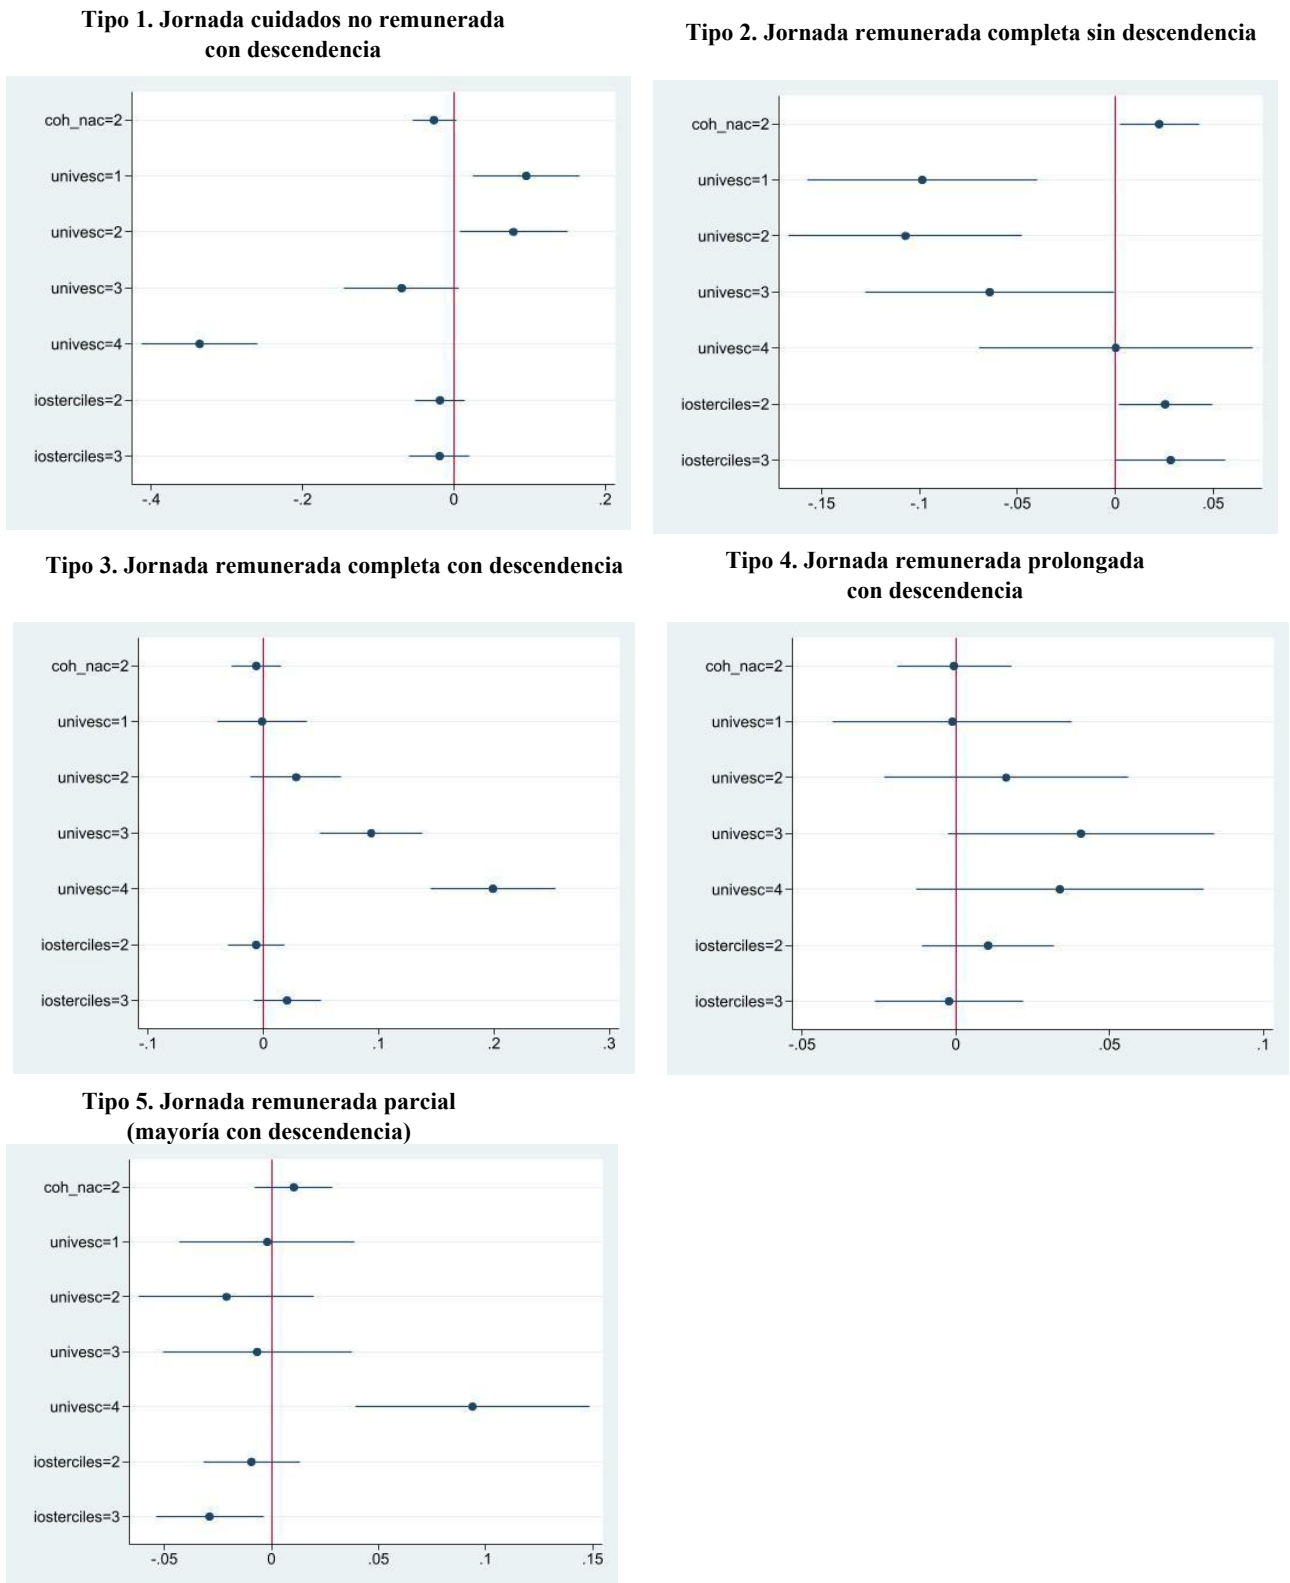 Tipo 1. Jornada cuidados no remunerada
con descendencia
coh_nac=2
univesc=1
univesc=2
univesc=3
univesc=4
iosterciles=2
iosterciles=3
-.4 -.2 0 .2
Tipo 2. Jornada remunerada completa sin descendencia
coh_nac=2
univesc=1
univesc=2
univesc=3
univesc=4
iosterciles=2
iosterciles=3
-.15 -.1 -.05 0 .05
Tipo 3. Jornada remunerada completa con descendencia
coh_nac=2
univesc=1
univesc=2
univesc=3
univesc=4
iosterciles=2
iosterciles=3
-.1 0 .1 .2 .3
Tipo 4. Jornada remunerada prolongada
con descendencia
coh_nac=2
univesc=1
univesc=2
univesc=3
univesc=4
iosterciles=2
iosterciles=3
-.05 0 .05 .1
Tipo 5. Jornada remunerada parcial
(mayoría con descendencia)
coh_nac=2
univesc=1
univesc=2
univesc=3
univesc=4
iosterciles=2
iosterciles=3
-.05 0 .05 .1 .15